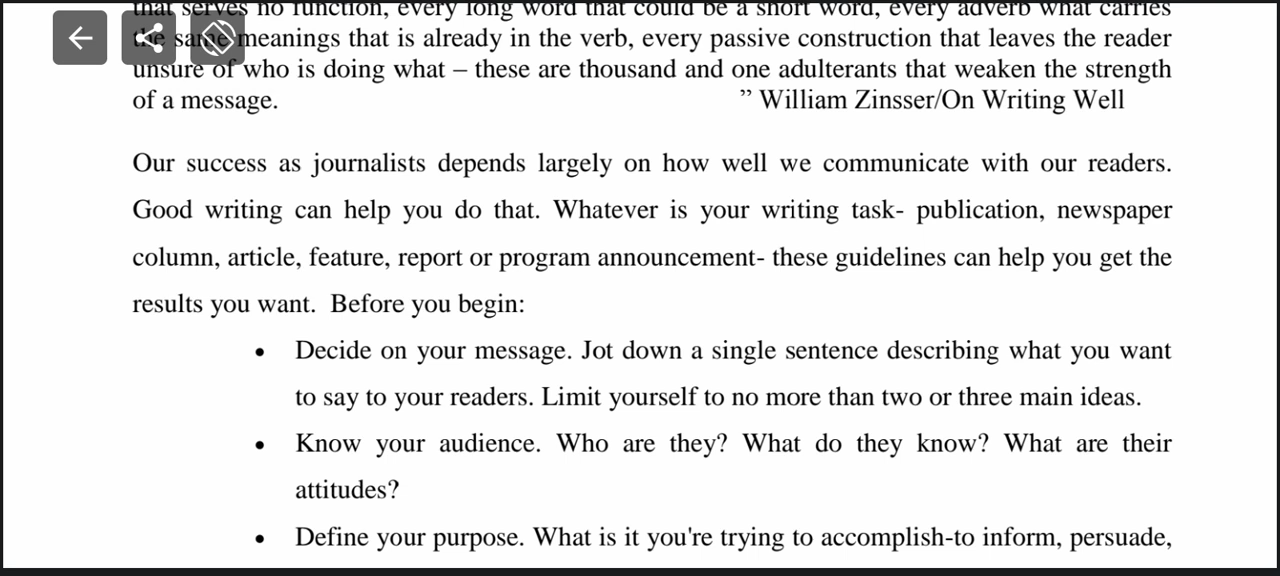 that serves no function, every long word that could be a short word, every adverb what carries
the same meanings that is already in the verb, every passive construction that leaves the reader
unsure of who is doing what – these are thousand and one adulterants that weaken the strength
of a message. ” William Zinsser/On Writing Well
Our success as journalists depends largely on how well we communicate with our readers.
Good writing can help you do that. Whatever is your writing task- publication, newspaper
column, article, feature, report or program announcement- these guidelines can help you get the
results you want. Before you begin:
• Decide on your message. Jot down a single sentence describing what you want
to say to your readers. Limit yourself to no more than two or three main ideas.
• Know your audience. Who are they? What do they know? What are their
attitudes?
• Define your purpose. What is it you're trying to accomplish-to inform, persuade,